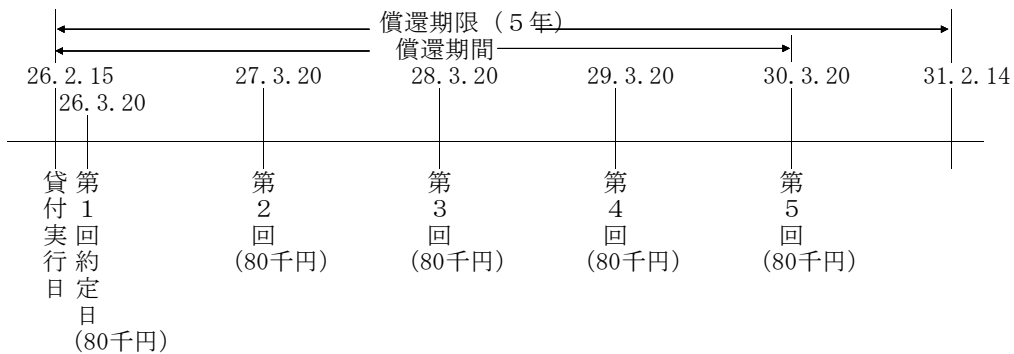 償還期限（５年）
償還期間
26.2.15
27.3.20
28.3.20
29.3.20
30.3.20
31.2.14
26.3.20
貸付実行日
第１回約定日
(80千円)
第２回
(80千円)
第３回
(80千円)
第４回
(80千円)
第５回
(80千円)